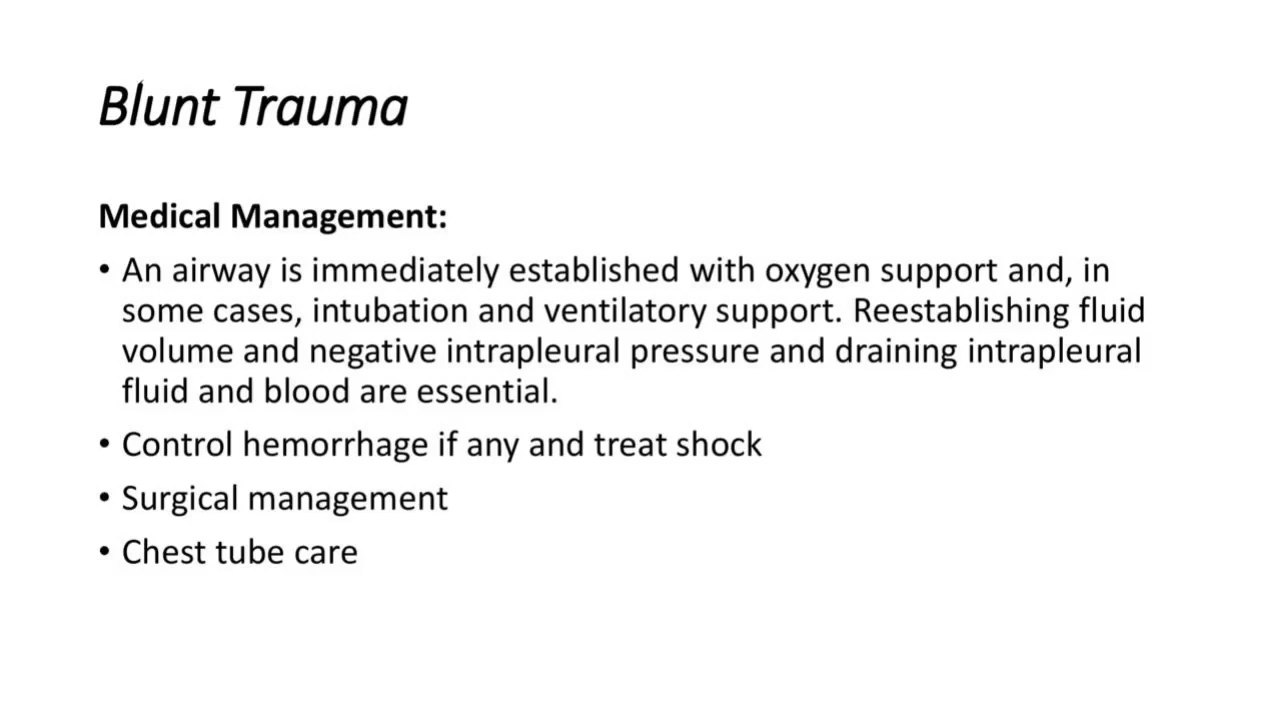 Blunt Trauma
Medical Management:
• An airway is immediately established with oxygen support and, in
some cases, intubation and ventilatory support. Reestablishing fluid
volume and negative intrapleural pressure and draining intrapleural
fluid and blood are essential.
• Control hemorrhage if any and treat shock
• Surgical management
• Chest tube care